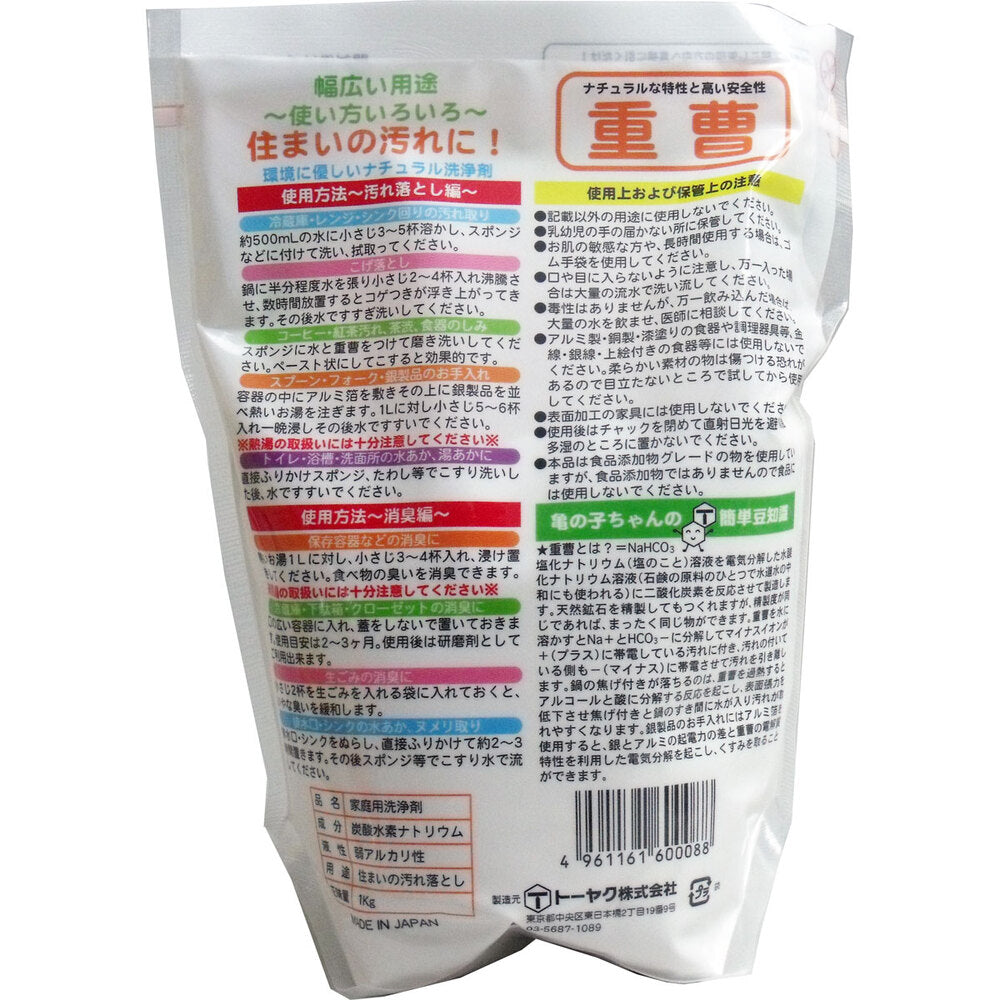 幅広い用途
～使い方いろいろ～
住まいの汚れに！
環境に優しいナチュラル洗浄剤
使用方法～汚れ落とし編～
冷蔵庫・レンジ・シンク回りの汚れ取り
約500mLの水に小さじ3～5杯溶かし、スポンジ
などに付けて洗い、拭取ってください。
こげ落とし
鍋に半分程度水を張り小さじ2～4杯入れ沸騰さ
せ、数時間放置するとコゲつきが浮き上がってき
ます。その後水ですすぎ洗いしてください。
コーヒー・紅茶汚れ、茶渋、食器のしみ
スポンジに水と重曹をつけて磨き洗いしてくださ
い。ペースト状にしてこすると効果的です。
スプーン・フォーク・銀製品のお手入れ
容器の中にアルミ箔を敷きその上に銀製品を並
べ熱いお湯を注ぎます。1Lに対し小さじ5～6杯
入れ一晩浸しその後水ですすいでください。
※熱湯の取扱いには十分注意してください※
トイレ・浴槽・洗面所の水あか、湯あかに
直接ふりかけスポンジ、たわし等でこすり洗いし
た後、水ですすいでください。
使用方法～消臭編～
保存容器などの消臭に
お湯1Lに対し、小さじ3～4杯入れ、浸け置
してください。食べ物の臭いを消臭できます。
の取扱いには十分注意してください※
蔵庫・下駄箱・クローゼットの消臭に
の広い容器に入れ、蓋をしないで置いておきま
使用目安は2～3ヶ月。使用後は研磨剤として
利用出来ます。
生ごみの消臭に
さじ2杯を生ごみを入れる袋に入れておくと、
やな臭いを緩和します。
排水口・シンクの水あか、ヌメリ取り
水口・シンクをぬらし、直接ふりかけて約2～3
間置きます。その後スポンジ等でこすり水で流
してください。
品名 家庭用洗浄剤
成分 炭酸水素ナトリウム
液性 弱アルカリ性
用途 住まいの汚れ落とし
正味量 1Kg
MADE IN JAPAN
ナチュラルな特性と高い安全性
重曹
使用上および保管上の注意
●記載以外の用途に使用しないでください。
●乳幼児の手の届かない所に保管してください。
●お肌の敏感な方や、長時間使用する場合は、ゴ
ム手袋を使用してください。
●口や目に入らないように注意し、万一入った場
合は大量の流水で洗い流してください。
●毒性はありませんが、万一飲み込んだ場合は、
大量の水を飲ませ、医師に相談してください。
●アルミ製・銅製・漆塗りの食器や調理器具等、金
線・銀線・上絵付きの食器等には使用しないで
ください。柔らかい素材の物は傷つける恐れが
あるので目立たないところで試してから使用
してください。
●表面加工の家具には使用しないでくださ
●使用後はチャックを閉めて直射日光を避
多湿のところに置かないでください。
●本品は食品添加物グレードの物を使用してい
ますが、食品添加物ではありませんので食品に
は使用しないでください。
亀の子ちゃんの T 簡単豆知識
★重曹とは？＝NaHCO3
塩化ナトリウム（塩のこと）溶液を電気分解した水酸
化ナトリウム溶液（石鹸の原料のひとつで水道水の中
和にも使われる）に二酸化炭素を反応させて製造しま
す。天然鉱石を精製してもつくれますが、精製度が同
じであれば、まったく同じ物ができます。重曹を水に
溶かすとNa＋とHCO3－に分解してマイナスイオンが
＋（プラス）に帯電している汚れに付き、汚れの付いて
いる側も－（マイナス）に帯電させて汚れを引き離し
ます。鍋の焦げ付きが落ちるのは、重曹を過熱すると
アルコールと酸に分解する反応を起こし、表面張力を
低下させ焦げ付きと鍋のすき間に水が入り汚れが取
れやすくなります。銀製品のお手入れにはアルミ箔を
使用すると、銀とアルミの起電力の差と重曹の電解質
特性を利用した電気分解を起こし、くすみを取ること
ができます。
4 961161 600088
製造元 T トーヤク株式会社
東京都中央区東日本橋2丁目19番9号
03-5687-1089
プラ
袋